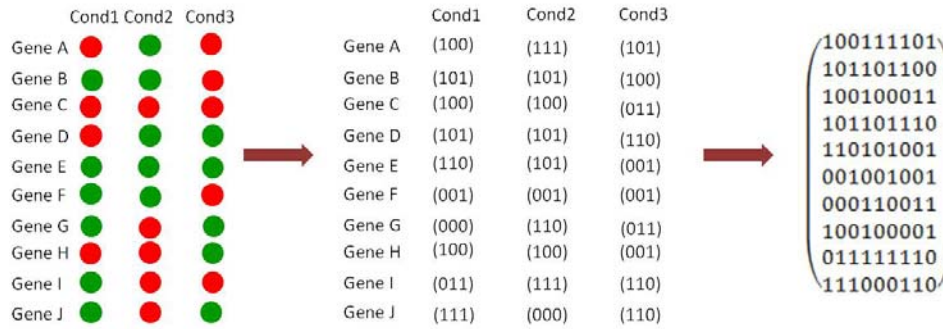 Cond1 Cond2 Cond3 Cond1 Cond2 Cond3
Gene A Gene A (100) (111) (101) 100111101
Gene B Gene B (101) (101) (100) 101101100
Gene C Gene C (100) (100) (011) 100100011
Gene D Gene D (101) (101) (110) 101101110
Gene E Gene E (110) (101) (001) 110101001
Gene F Gene F (001) (001) (001) 001001001
Gene G Gene G (000) (110) (011) 000110011
Gene H Gene H (100) (100) (001) 100100001
Gene I Gene I (011) (111) (110) 011111110
Gene J Gene J (111) (000) (110) 111000110